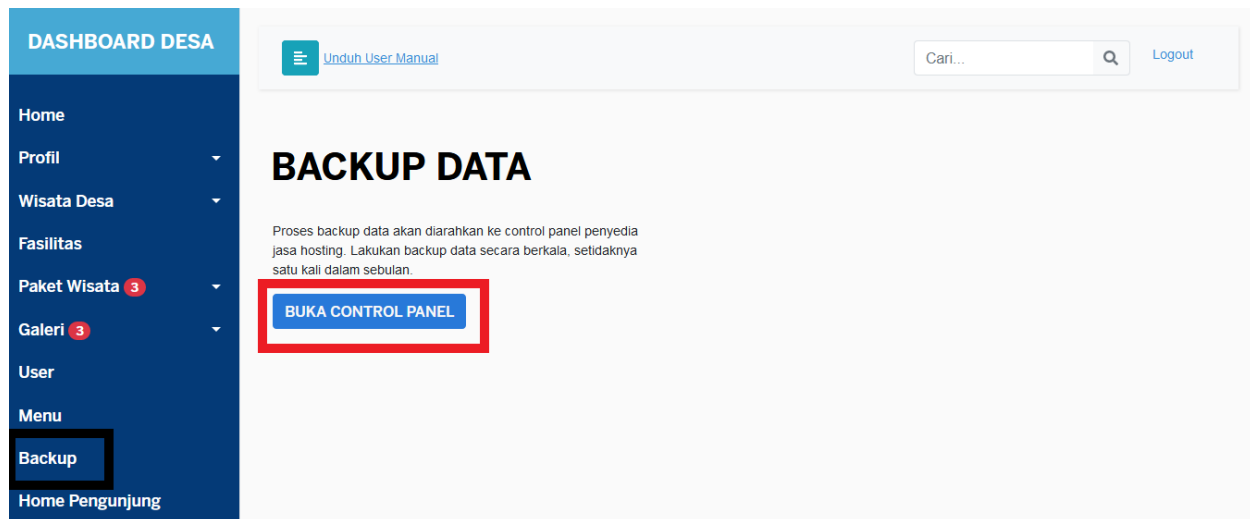 DASHBOARD DESA
Unduh User Manual
Cari...
Logout
Home
Profil
Wisata Desa
Fasilitas
Paket Wisata 3
Galeri 3
User
Menu
Backup
Home Pengunjung
BACKUP DATA
Proses backup data akan diarahkan ke control panel penyedia
jasa hosting. Lakukan backup data secara berkala, setidaknya
satu kali dalam sebulan.
BUKA CONTROL PANEL